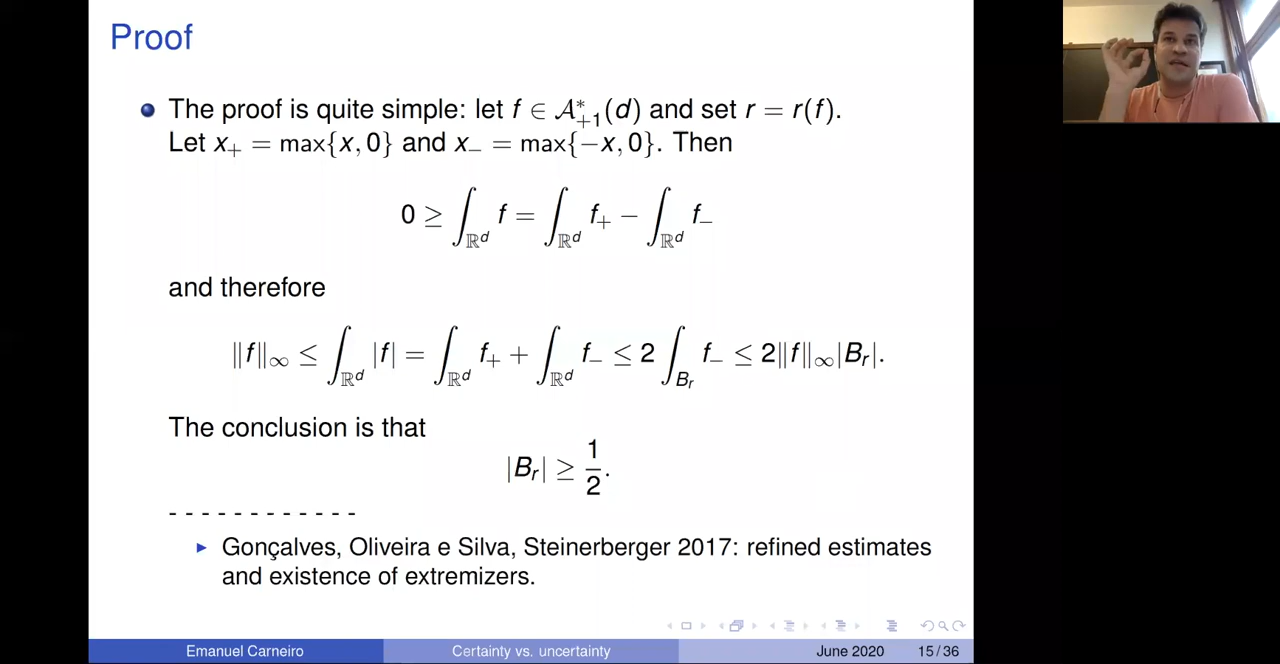 Proof
The proof is quite simple: let f ∈ 𝒜*₊₁(d) and set r = r(f).
Let x₊ = max{x, 0} and x₋ = max{−x, 0}. Then
0 ≥ ∫_{ℝ^d} f = ∫_{ℝ^d} f₊ − ∫_{ℝ^d} f₋
and therefore
‖f‖_∞ ≤ ∫_{ℝ^d} |f| = ∫_{ℝ^d} f₊ + ∫_{ℝ^d} f₋ ≤ 2 ∫_{B_r} f₋ ≤ 2‖f‖_∞|B_r|.
The conclusion is that
|B_r| ≥ 1/2.
- - - - - - - - - - - -
Gonçalves, Oliveira e Silva, Steinerberger 2017: refined estimates
and existence of extremizers.
Emanuel Carneiro Certainty vs. uncertainty June 2020 15 / 36